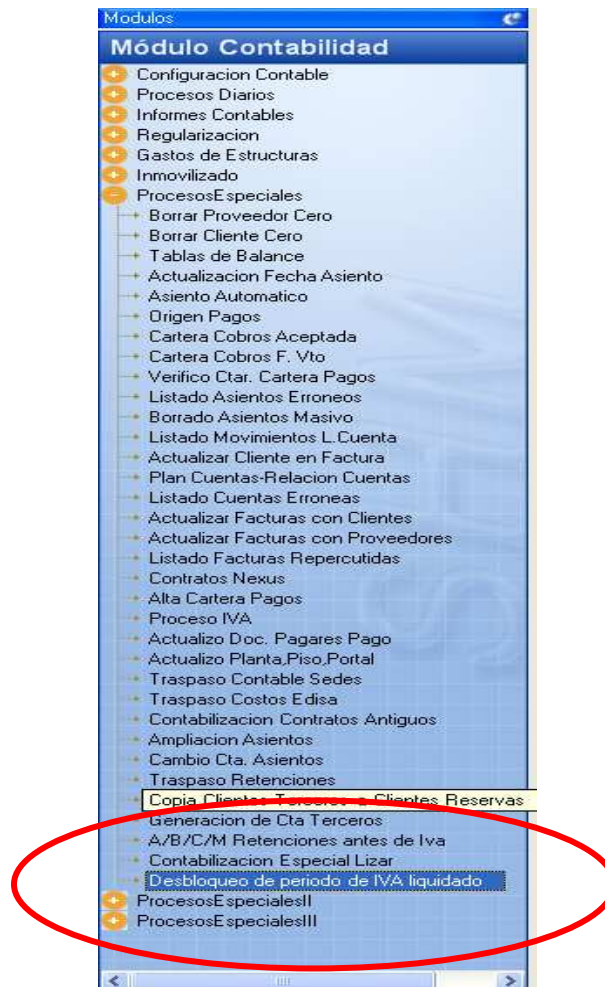 Modulos
Módulo Contabilidad
Configuracion Contable
Procesos Diarios
Informes Contables
Regularizacion
Gastos de Estructuras
Inmovilizado
ProcesosEspeciales
Borrar Proveedor Cero
Borrar Cliente Cero
Tablas de Balance
Actualizacion Fecha Asiento
Asiento Automatico
Origen Pagos
Cartera Cobros Aceptada
Cartera Cobros F. Vto
Verifico Ctar. Cartera Pagos
Listado Asientos Erroneos
Borrado Asientos Masivo
Listado Movimientos L.Cuenta
Actualizar Cliente en Factura
Plan Cuentas-Relacion Cuentas
Listado Cuentas Erroneas
Actualizar Facturas con Clientes
Actualizar Facturas con Proveedores
Listado Facturas Repercutidas
Contratos Nexus
Alta Cartera Pagos
Proceso IVA
Actualizo Doc. Pagares Pago
Actualizo Planta,Piso,Portal
Traspaso Contable Sedes
Traspaso Costos Edisa
Contabilizacion Contratos Antiguos
Ampliacion Asientos
Cambio Cta. Asientos
Traspaso Retenciones
Copia Clientes Terceros a Clientes Reservas
Generacion de Cta Terceros
A/B/C/M Retenciones antes de Iva
Contabilizacion Especial Lizar
Desbloqueo de periodo de IVA liquidado
ProcesosEspecialesII
ProcesosEspecialesIII